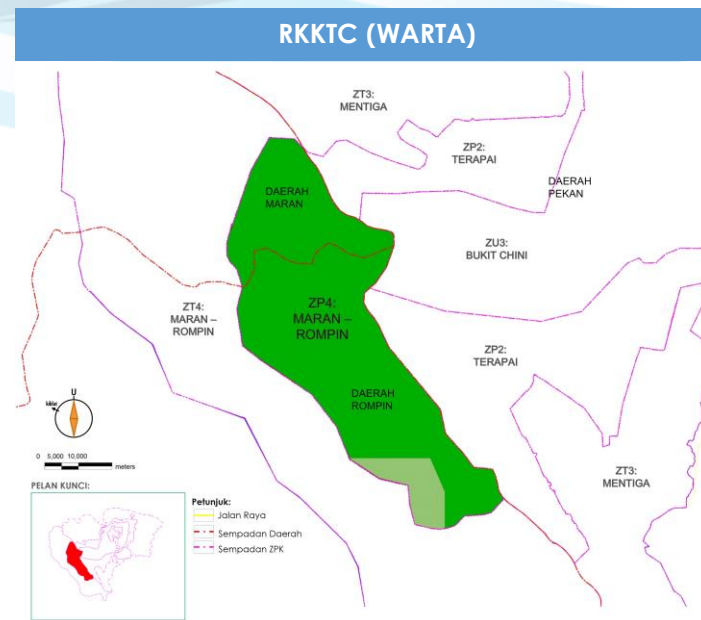 RKKTC (WARTA)
ZT3:
MENTIGA
ZP2:
TERAPAI
DAERAH
PEKAN
DAERAH
MARAN
ZU3:
BUKIT CHINI
ZT4:
MARAN –
ROMPIN
ZP4:
MARAN –
ROMPIN
ZP2:
TERAPAI
DAERAH
ROMPIN
ZT3:
MENTIGA
U
kiblat
0 5,000 10,000
meters
PELAN KUNCI:
Petunjuk:
Jalan Raya
Sempadan Daerah
Sempadan ZPK